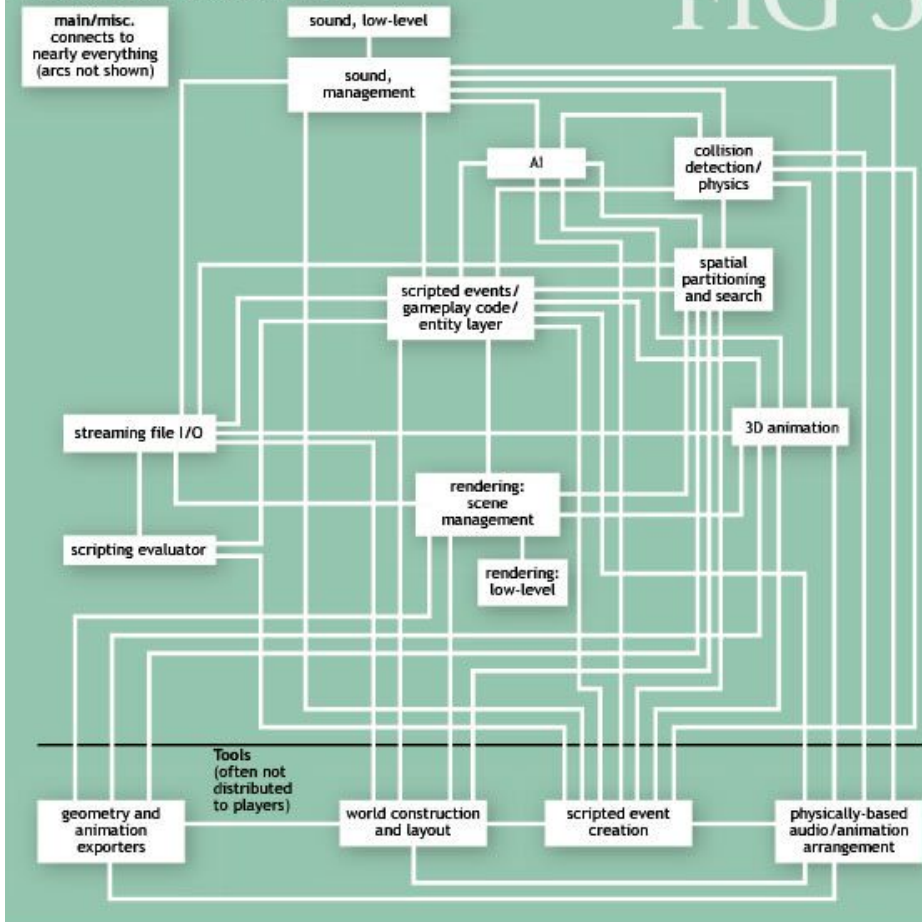 FIG 3
main/misc.
connects to
nearly everything
(arcs not shown)
sound, low-level
sound,
management
AI
collision
detection/
physics
spatial
partitioning
and search
scripted events/
gameplay code/
entity layer
streaming file I/O
3D animation
rendering:
scene
management
scripting evaluator
rendering:
low-level
Tools
(often not
distributed
to players)
geometry and
animation
exporters
world construction
and layout
scripted event
creation
physically-based
audio/animation
arrangement